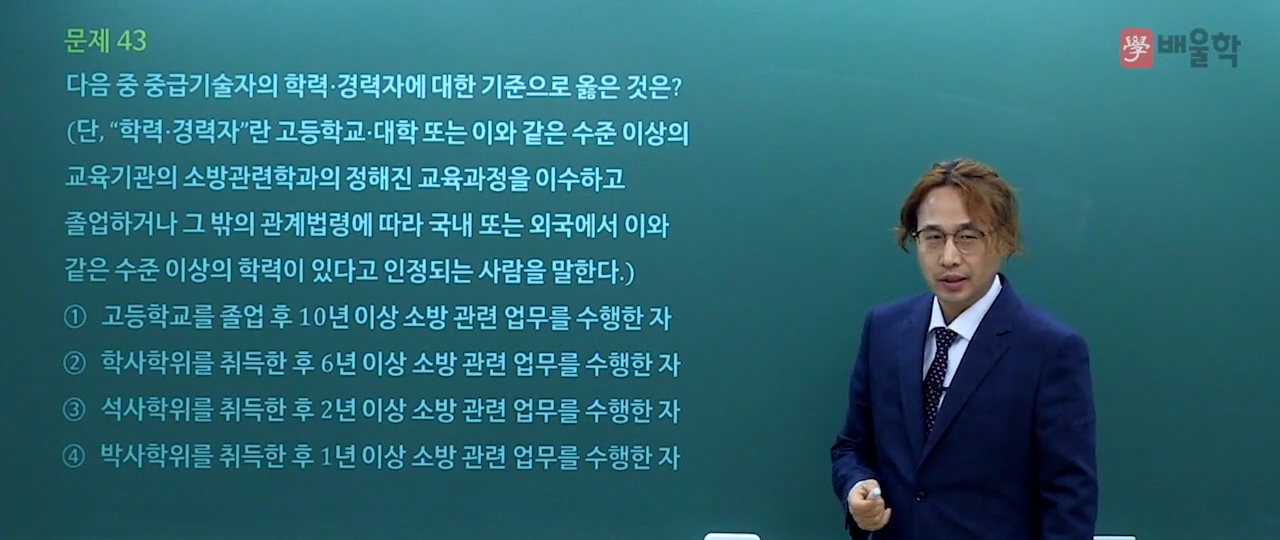 문제 43
學 배울학
다음 중 중급기술자의 학력·경력자에 대한 기준으로 옳은 것은?
(단, “학력·경력자”란 고등학교·대학 또는 이와 같은 수준 이상의
교육기관의 소방관련학과의 정해진 교육과정을 이수하고
졸업하거나 그 밖의 관계법령에 따라 국내 또는 외국에서 이와
같은 수준 이상의 학력이 있다고 인정되는 사람을 말한다.)
① 고등학교를 졸업 후 10년 이상 소방 관련 업무를 수행한 자
② 학사학위를 취득한 후 6년 이상 소방 관련 업무를 수행한 자
③ 석사학위를 취득한 후 2년 이상 소방 관련 업무를 수행한 자
④ 박사학위를 취득한 후 1년 이상 소방 관련 업무를 수행한 자